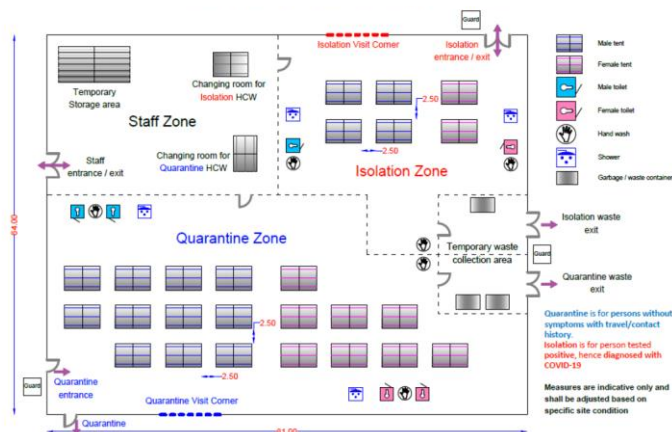 Guard
Isolation Visit Corner
Isolation
entrance / exit
Temporary
Storage area
Changing room for
Isolation HCW
Staff Zone
Changing room for
Quarantine HCW
Staff
entrance / exit
2.50
2.50
Isolation Zone
Male tent
Female tent
Male toilet
Female toilet
Hand wash
Shower
Garbage / waste container
64.00
Quarantine Zone
Temporary waste
collection area
Isolation waste
exit
Guard
Quarantine waste
exit
2.50
2.50
Quarantine is for persons without
symptoms with travel/contact
history.
Isolation is for person tested
positive, hence diagnosed with
COVID-19
Measures are indicative only and
shall be adjusted based on
specific site condition
Guard
Quarantine
entrance
Quarantine Visit Corner
Quarantine